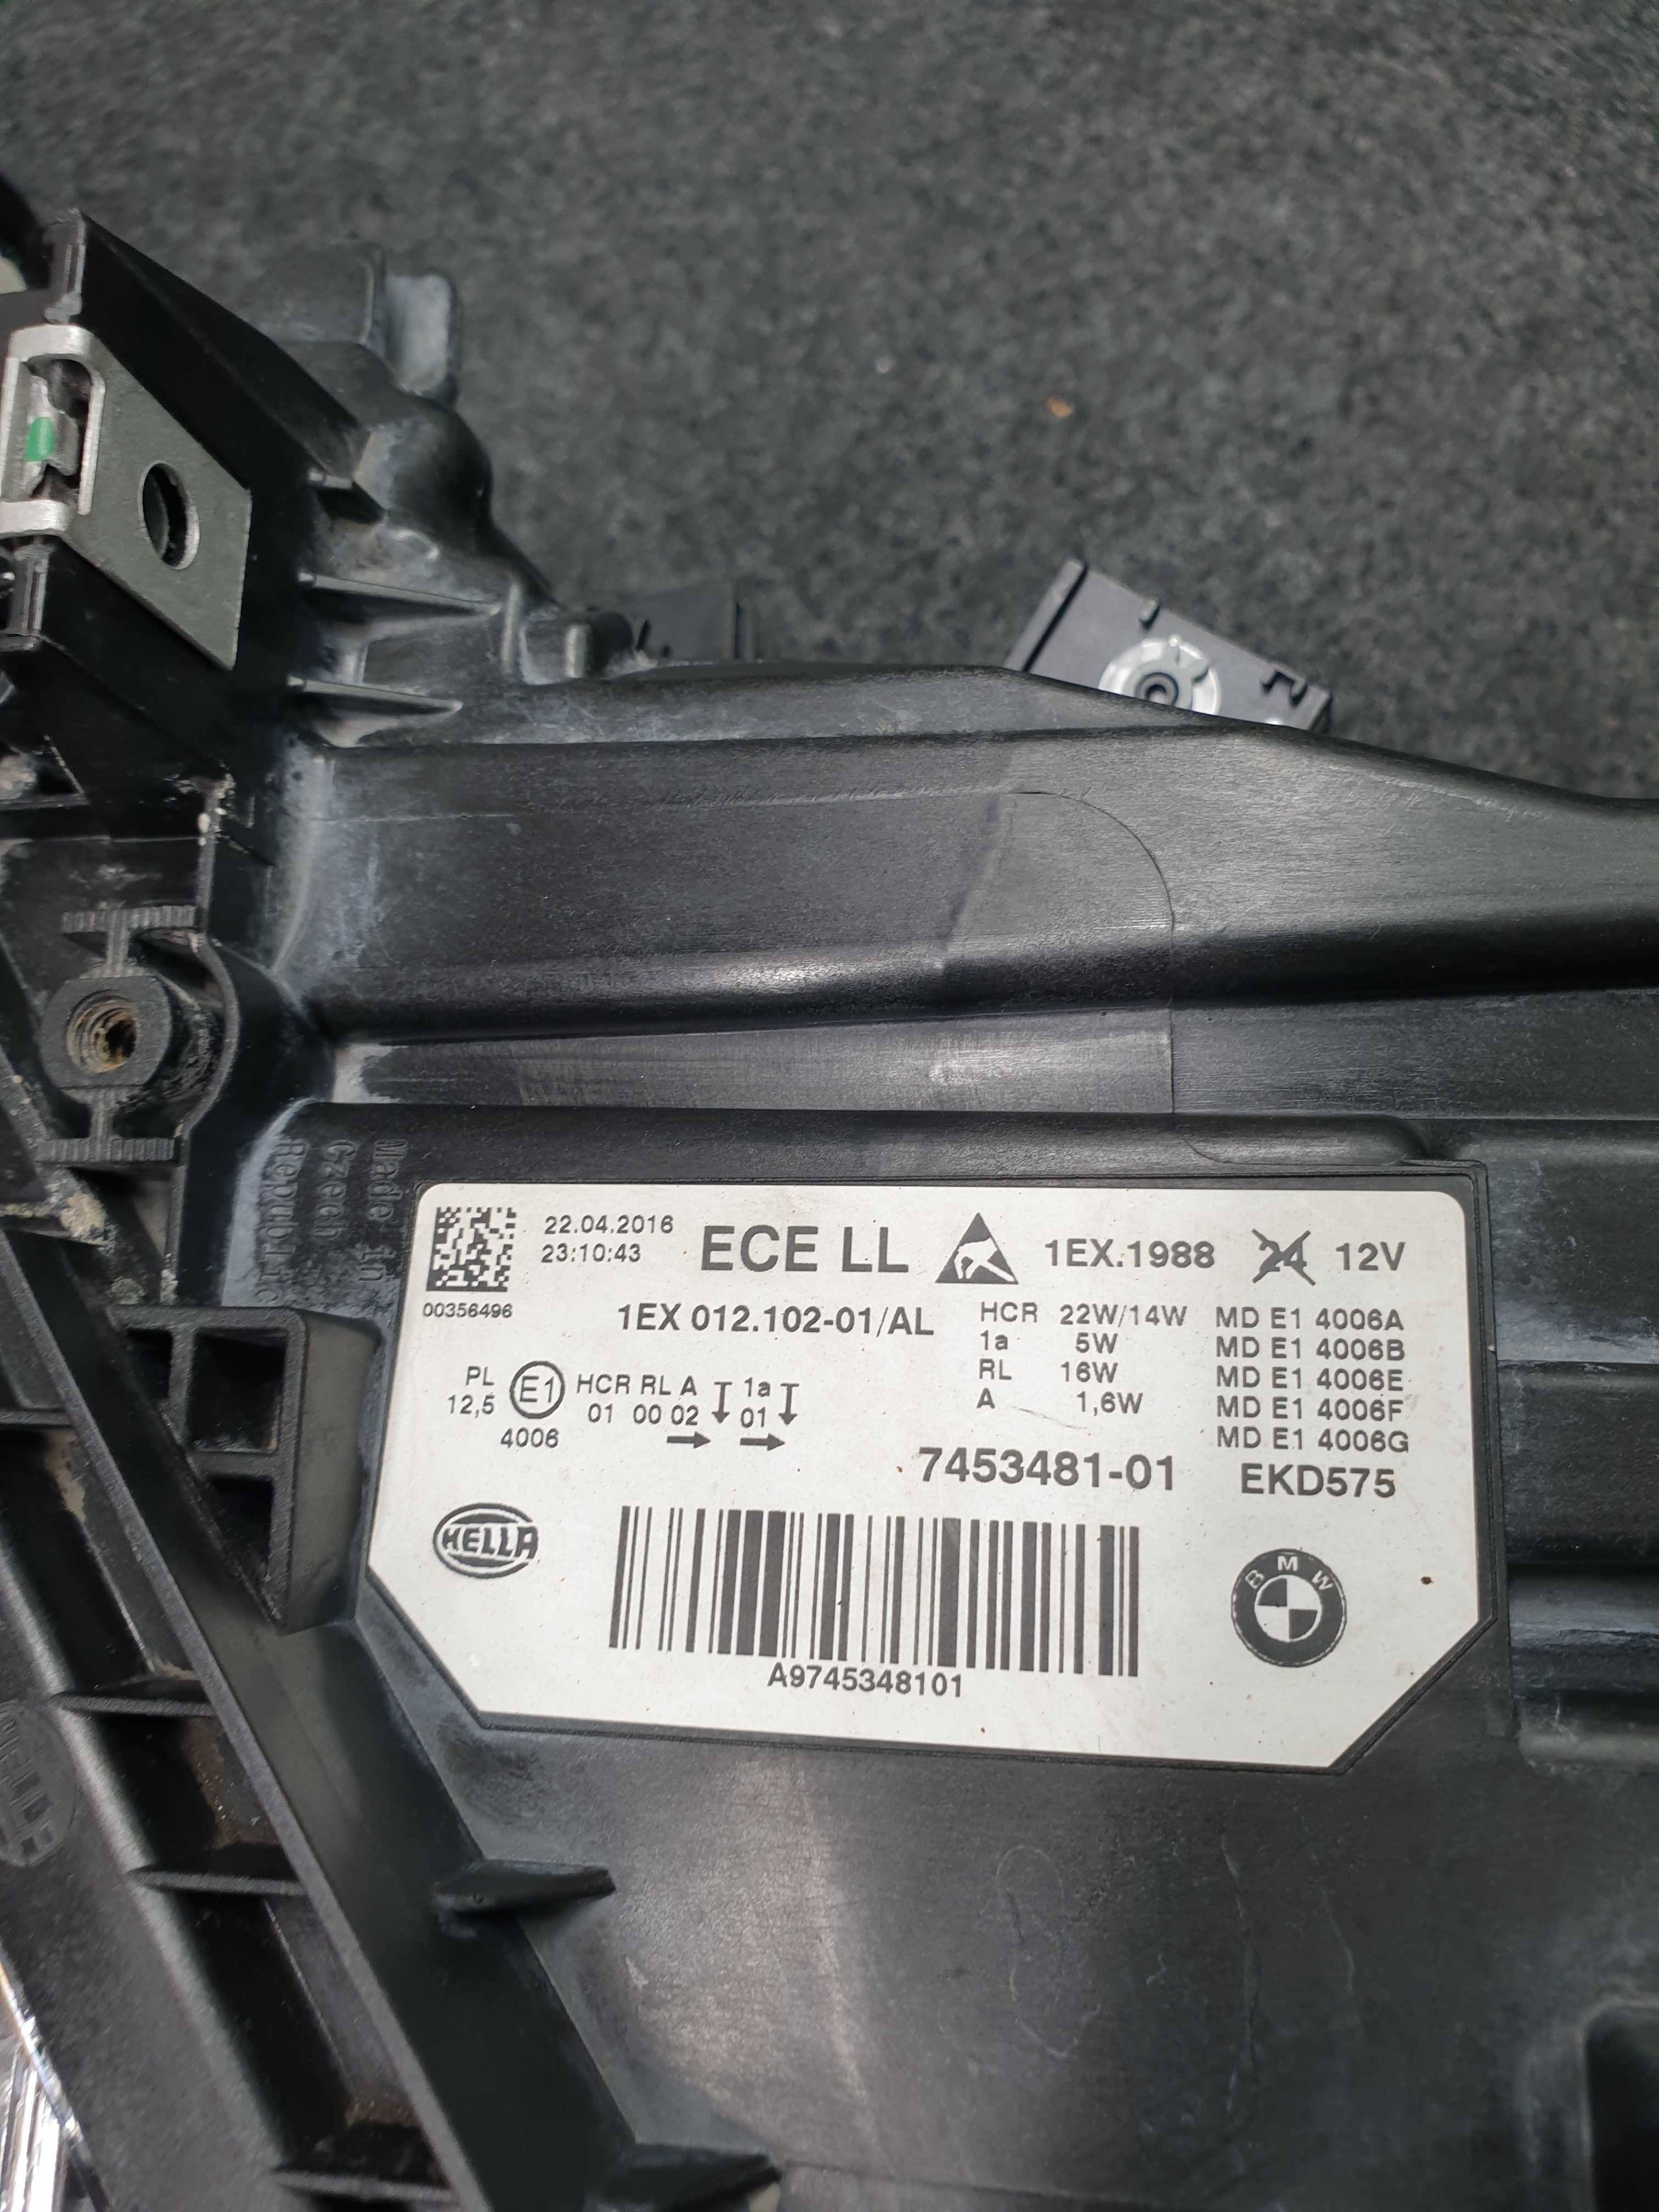 Made in
Czech
Republic
22.04.2016
23:10:43
ECE LL
1EX.1988
24 12V
00356496
1EX 012.102-01/AL
HCR 22W/14W MD E1 4006A
1a 5W MD E1 4006B
RL 16W MD E1 4006E
A 1,6W MD E1 4006F
MD E1 4006G
PL
12,5
E1
4006
HCR RL A 1a
01 00 02 01
7453481-01 EKD575
HELLA
A9745348101
BMW
HELLA